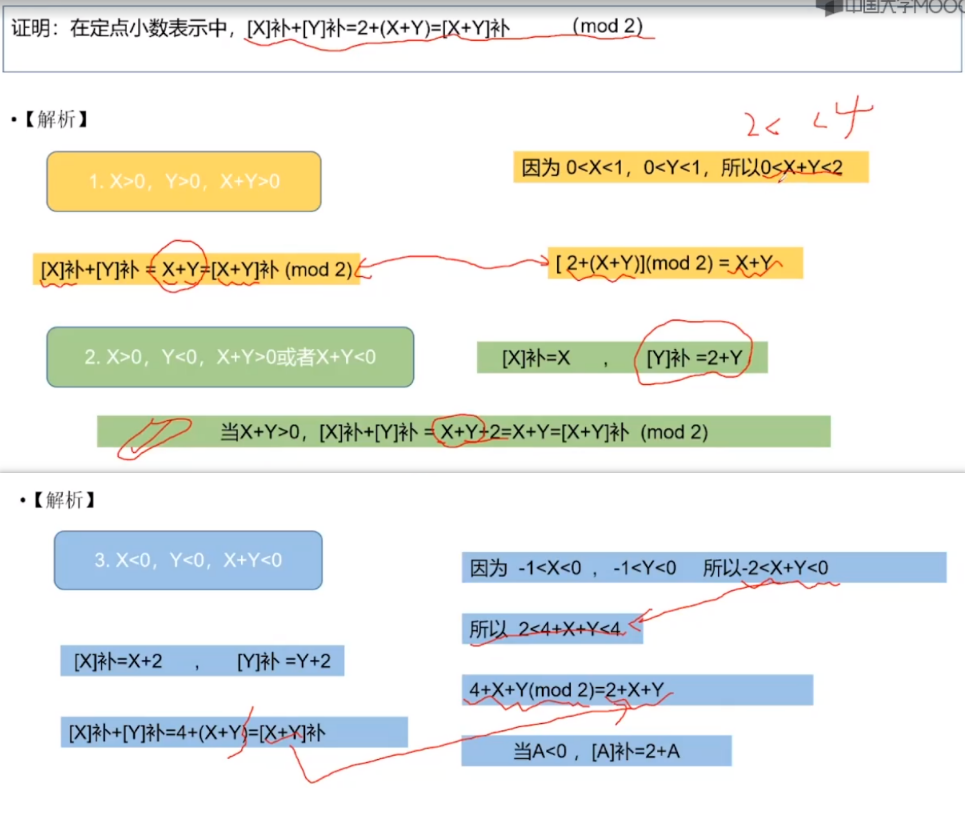 中国大学MOOC
证明：在定点小数表示中，[X]补+[Y]补=2+(X+Y)=[X+Y]补 (mod 2)
•【解析】
2< <4
1. X>0，Y>0，X+Y>0
因为 0<X<1，0<Y<1，所以0<X+Y<2
[X]补+[Y]补 = X+Y=[X+Y]补 (mod 2)
[ 2+(X+Y)](mod 2) = X+Y
2. X>0，Y<0，X+Y>0或者X+Y<0
[X]补=X ， [Y]补 =2+Y
当X+Y>0，[X]补+[Y]补 = X+Y+2=X+Y=[X+Y]补 (mod 2)
•【解析】
3. X<0，Y<0，X+Y<0
因为 -1<X<0 ， -1<Y<0 所以-2<X+Y<0
所以 2<4+X+Y<4
[X]补=X+2 ， [Y]补 =Y+2
4+X+Y(mod 2)=2+X+Y
[X]补+[Y]补=4+(X+Y)=[X+Y]补
当A<0 ，[A]补=2+A